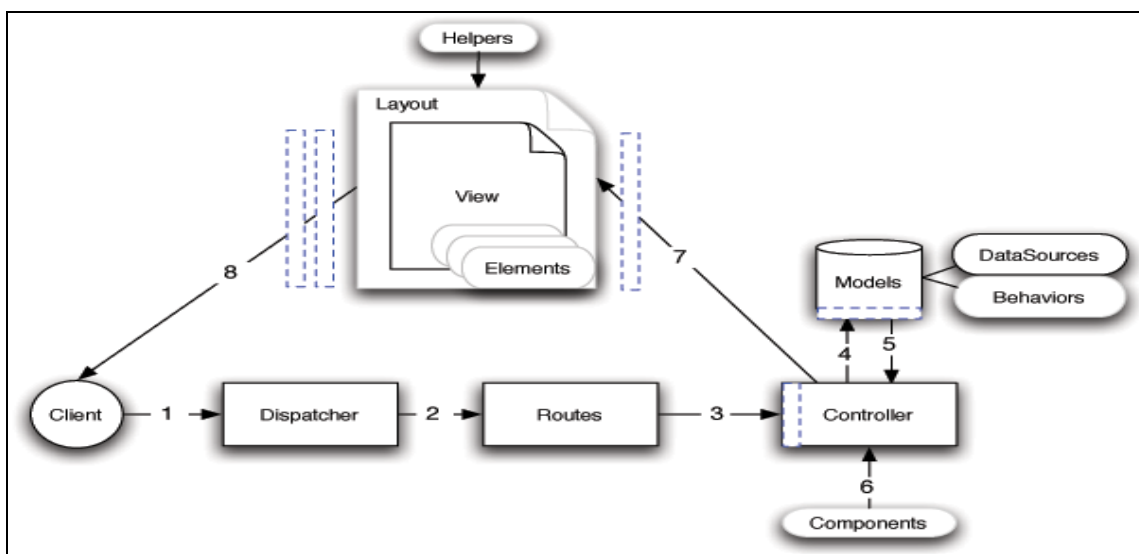 Helpers
Layout
View
Elements
8
7
Models
DataSources
Behaviors
4
5
Client
1
Dispatcher
2
Routes
3
Controller
6
Components